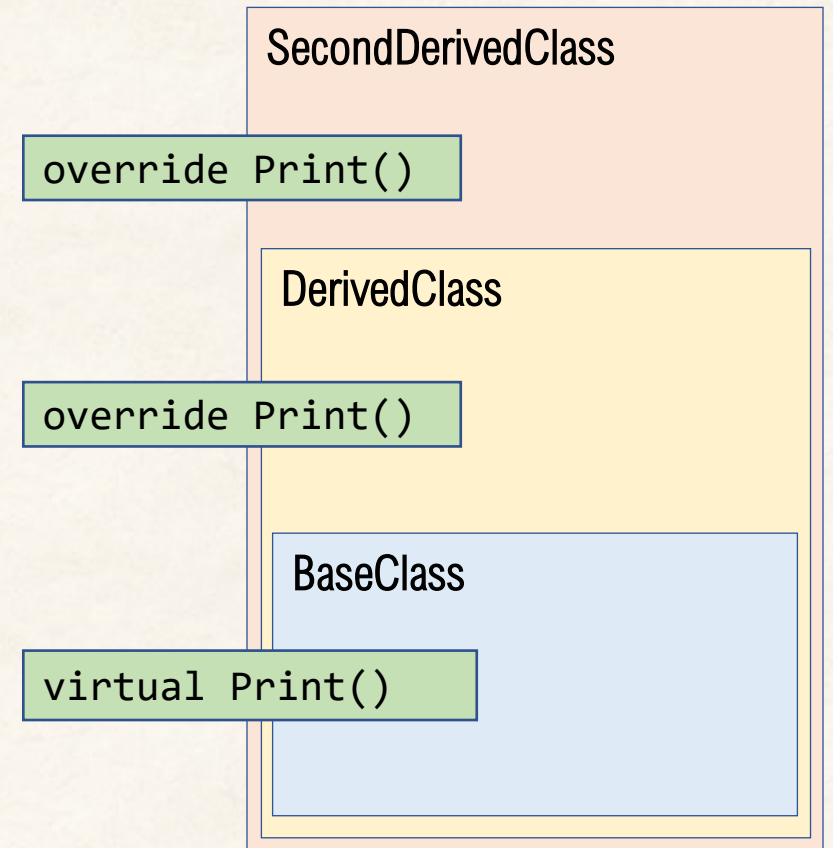 SecondDerivedClass
override Print()
DerivedClass
override Print()
BaseClass
virtual Print()